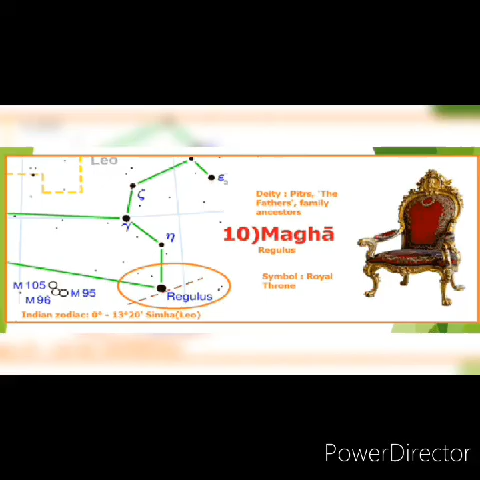 Leo
ε
ζ
γ
η
M 105
M 96
M 95
Regulus
Indian zodiac: 0° - 13°20' Simha(Leo)
10)Maghā
Regulus
Deity : Pitrs, 'The
Fathers', family
ancestors
Symbol : Royal
Throne
PowerDirector